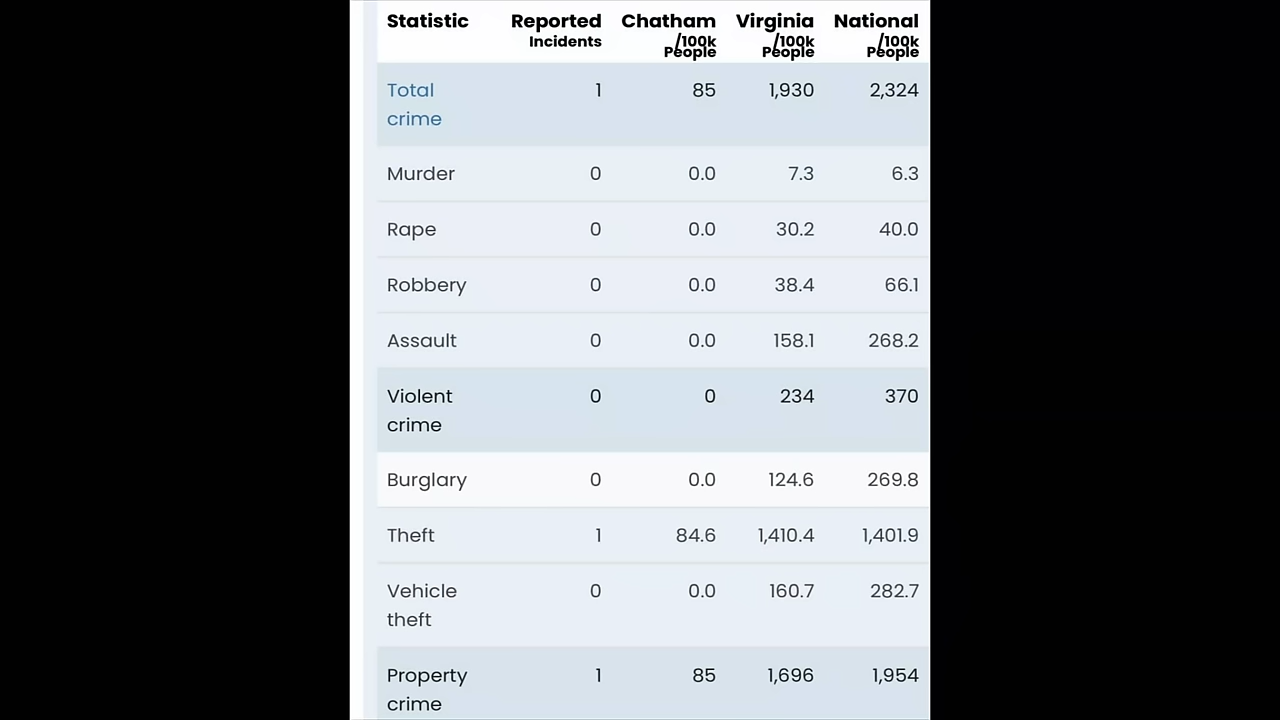 Statistic Reported Chatham Virginia National
Incidents /100k /100k /100k
People People People
Total 1 85 1,930 2,324
crime
Murder 0 0.0 7.3 6.3
Rape 0 0.0 30.2 40.0
Robbery 0 0.0 38.4 66.1
Assault 0 0.0 158.1 268.2
Violent 0 0 234 370
crime
Burglary 0 0.0 124.6 269.8
Theft 1 84.6 1,410.4 1,401.9
Vehicle 0 0.0 160.7 282.7
theft
Property 1 85 1,696 1,954
crime